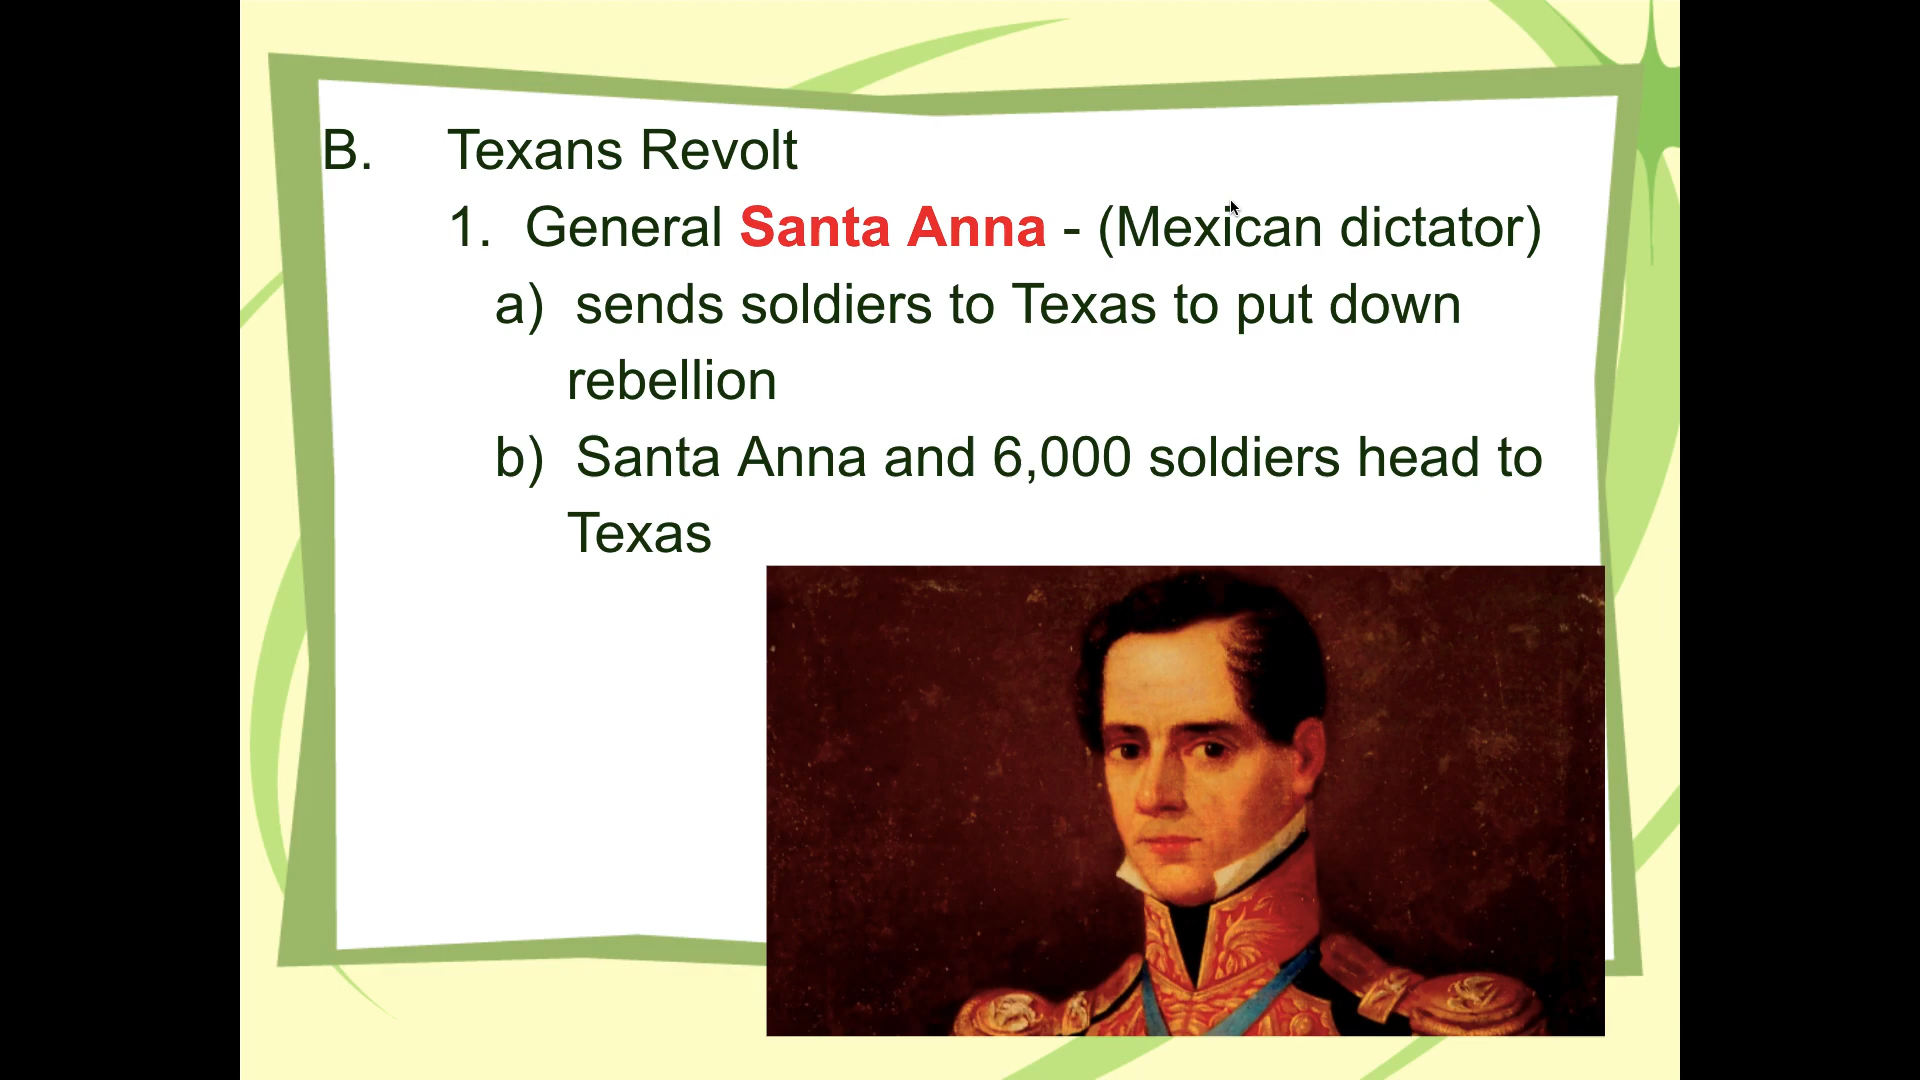 B. Texans Revolt
1. General Santa Anna - (Mexican dictator)
a) sends soldiers to Texas to put down
rebellion
b) Santa Anna and 6,000 soldiers head to
Texas